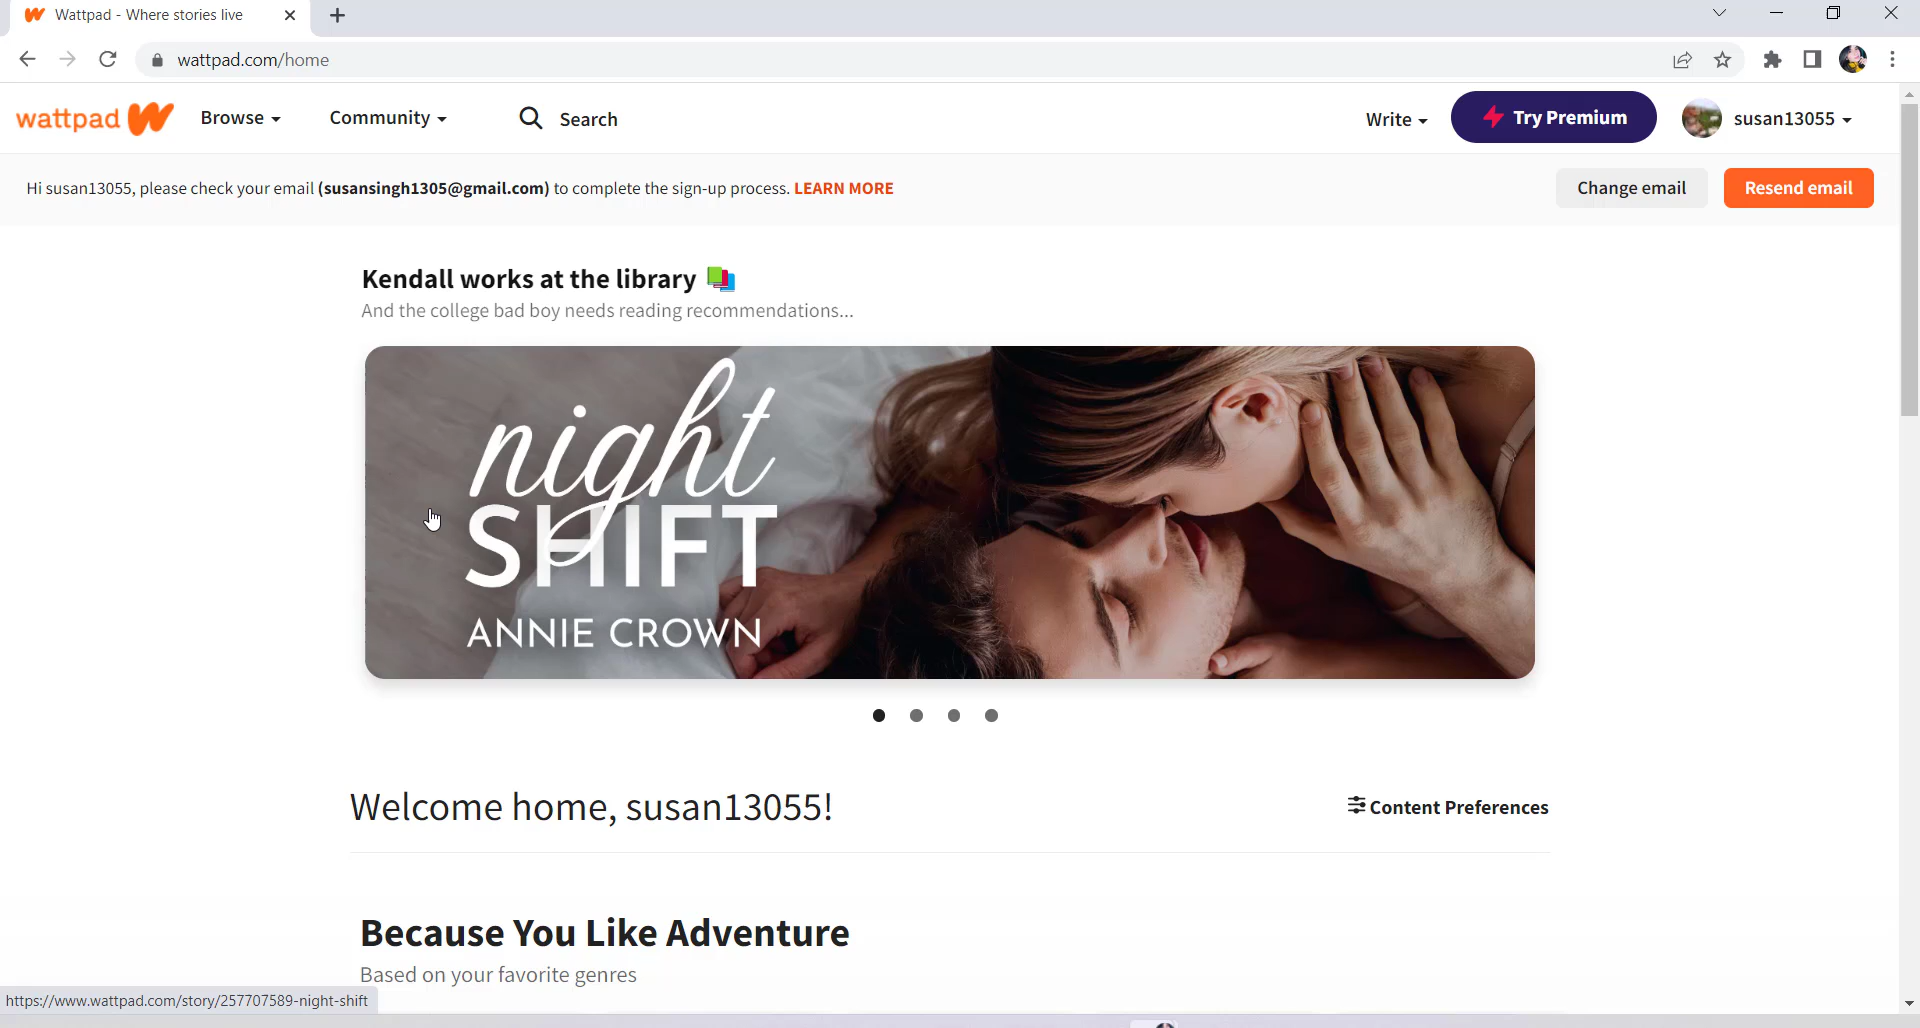 Wattpad - Where stories live
wattpad.com/home
wattpad
Browse
Community
Search
Write
Try Premium
susan13055
Hi susan13055, please check your email (susansingh1305@gmail.com) to complete the sign-up process. LEARN MORE
Change email
Resend email
Kendall works at the library
And the college bad boy needs reading recommendations...
night
SHIFT
ANNIE CROWN
Welcome home, susan13055!
Content Preferences
Because You Like Adventure
Based on your favorite genres
https://www.wattpad.com/story/257707589-night-shift